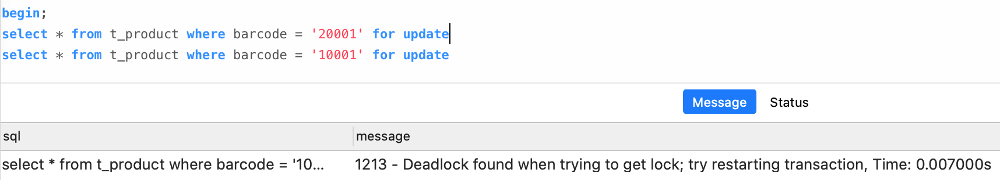 begin;
select * from t_product where barcode = '20001' for update
select * from t_product where barcode = '10001' for update
Message Status
sql message
select * from t_product where barcode = '10... 1213 - Deadlock found when trying to get lock; try restarting transaction, Time: 0.007000s